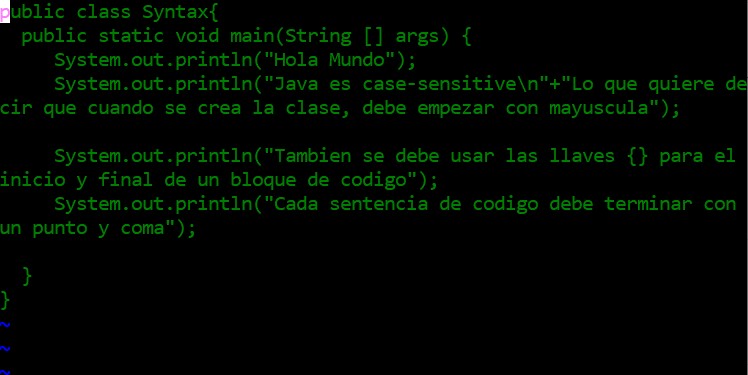 public class Syntax{
  public static void main(String [] args) {
     System.out.println("Hola Mundo");
     System.out.println("Java es case-sensitive\n"+"Lo que quiere de
cir que cuando se crea la clase, debe empezar con mayuscula");

     System.out.println("Tambien se debe usar las llaves {} para el
inicio y final de un bloque de codigo");
     System.out.println("Cada sentencia de codigo debe terminar con
un punto y coma");

  }
}
~
~
~